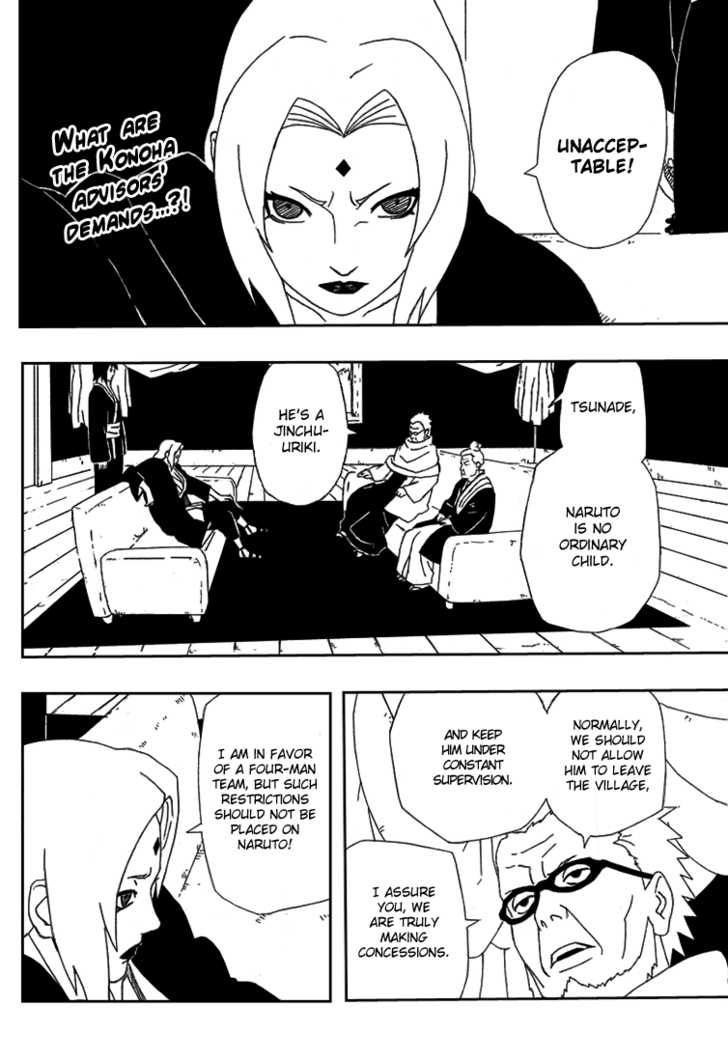 UNACCEP-
TABLE!
WHAT ARE
THE KONOHA
ADVISORS'
DEMANDS...?!
TSUNADE,
NARUTO
IS NO
ORDINARY
CHILD.
HE'S A
JINCHU-
URIKI.
NORMALLY,
WE SHOULD
NOT ALLOW
HIM TO LEAVE
THE VILLAGE,
AND KEEP
HIM UNDER
CONSTANT
SUPERVISION.
I ASSURE
YOU, WE
ARE TRULY
MAKING
CONCESSIONS.
I AM IN FAVOR
OF A FOUR-MAN
TEAM, BUT SUCH
RESTRICTIONS
SHOULD NOT BE
PLACED ON
NARUTO!